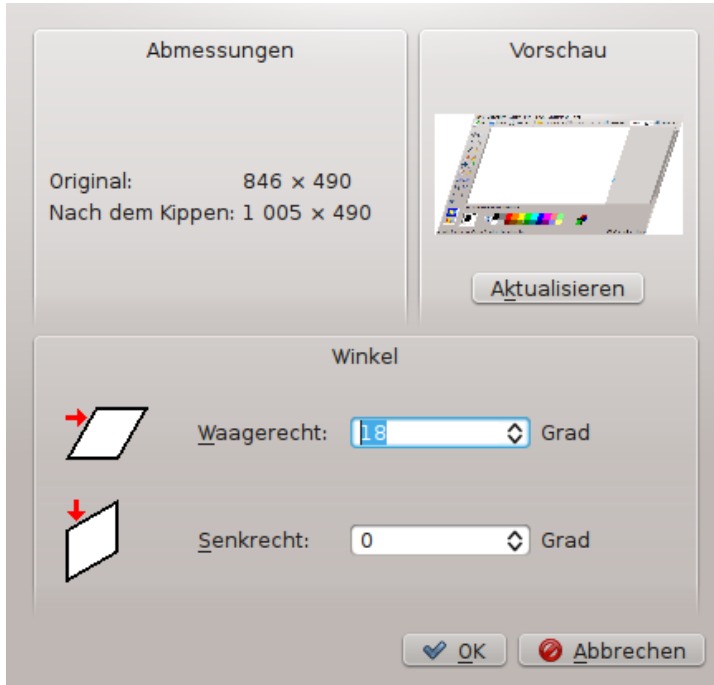 Abmessungen
Original: 846 × 490
Nach dem Kippen: 1 005 × 490
Vorschau
Aktualisieren
Winkel
Waagerecht: 18 Grad
Senkrecht: 0 Grad
OK
Abbrechen